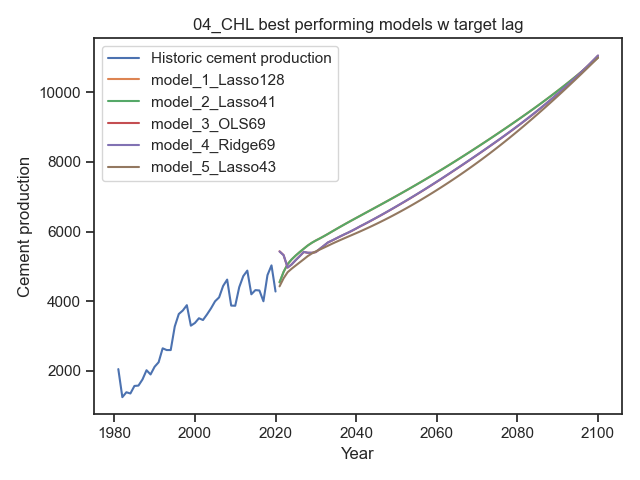 04_CHL best performing models w target lag
Historic cement production
model_1_Lasso128
model_2_Lasso41
model_3_OLS69
model_4_Ridge69
model_5_Lasso43
Cement production
10000
8000
6000
4000
2000
1980
2000
2020
2040
2060
2080
2100
Year